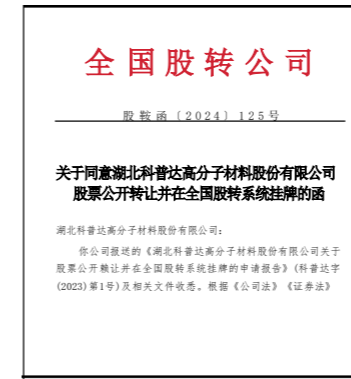 全国股转公司
股鞍函〔2024〕125号
关于同意湖北科普达高分子材料股份有限公司
股票公开转让并在全国股转系统挂牌的函
湖北科普达高分子材料股份有限公司：
你公司报送的《湖北科普达高分子材料股份有限公司关于
股票公开赖让并在全国股转系统挂牌的申请报告》(科普达字
(2023)第1号)及相关文件收悉。根据《公司法》《证券法》